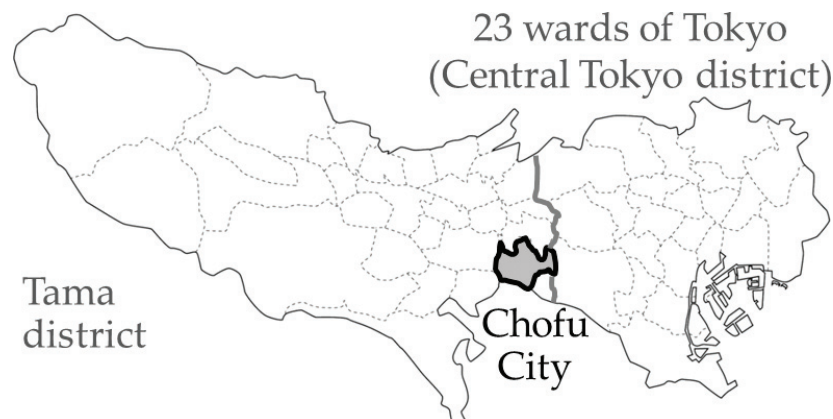 23 wards of Tokyo
(Central Tokyo district)
Tama
district
Chofu
City